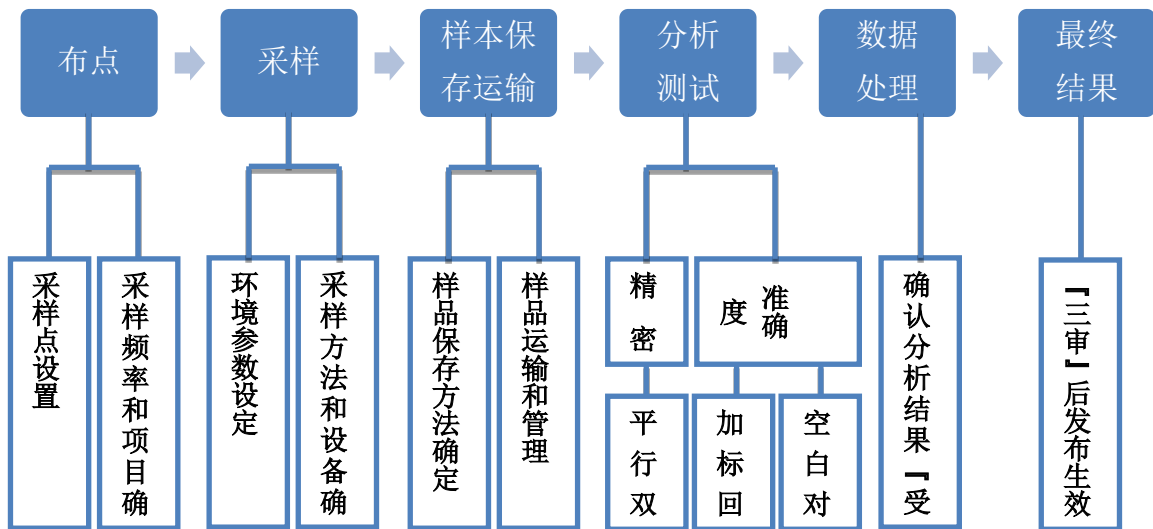 布点
采样
样本保
存运输
分析
测试
数据
处理
最终
结果
采样点设置
采样频率和项目确
环境参数设定
采样方法和设备确
样品保存方法确定
样品运输和管理
精密
准确
度
确认分析结果『受
『三审』后发布生效
平行双
加标回
空白对